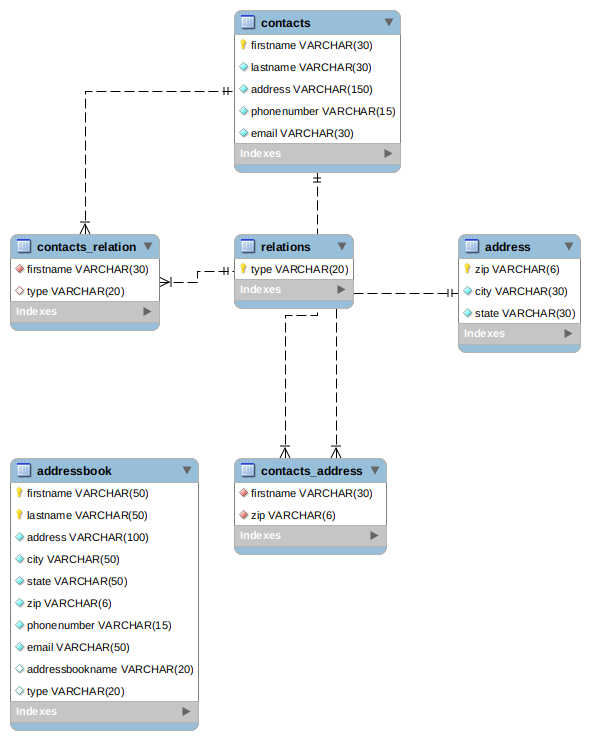 contacts
firstname VARCHAR(30)
lastname VARCHAR(30)
address VARCHAR(150)
phonenumber VARCHAR(15)
email VARCHAR(30)
Indexes
contacts_relation
firstname VARCHAR(30)
type VARCHAR(20)
Indexes
relations
type VARCHAR(20)
Indexes
address
zip VARCHAR(6)
city VARCHAR(30)
state VARCHAR(30)
Indexes
addressbook
firstname VARCHAR(50)
lastname VARCHAR(50)
address VARCHAR(100)
city VARCHAR(50)
state VARCHAR(50)
zip VARCHAR(6)
phonenumber VARCHAR(15)
email VARCHAR(50)
addressbookname VARCHAR(20)
type VARCHAR(20)
Indexes
contacts_address
firstname VARCHAR(30)
zip VARCHAR(6)
Indexes